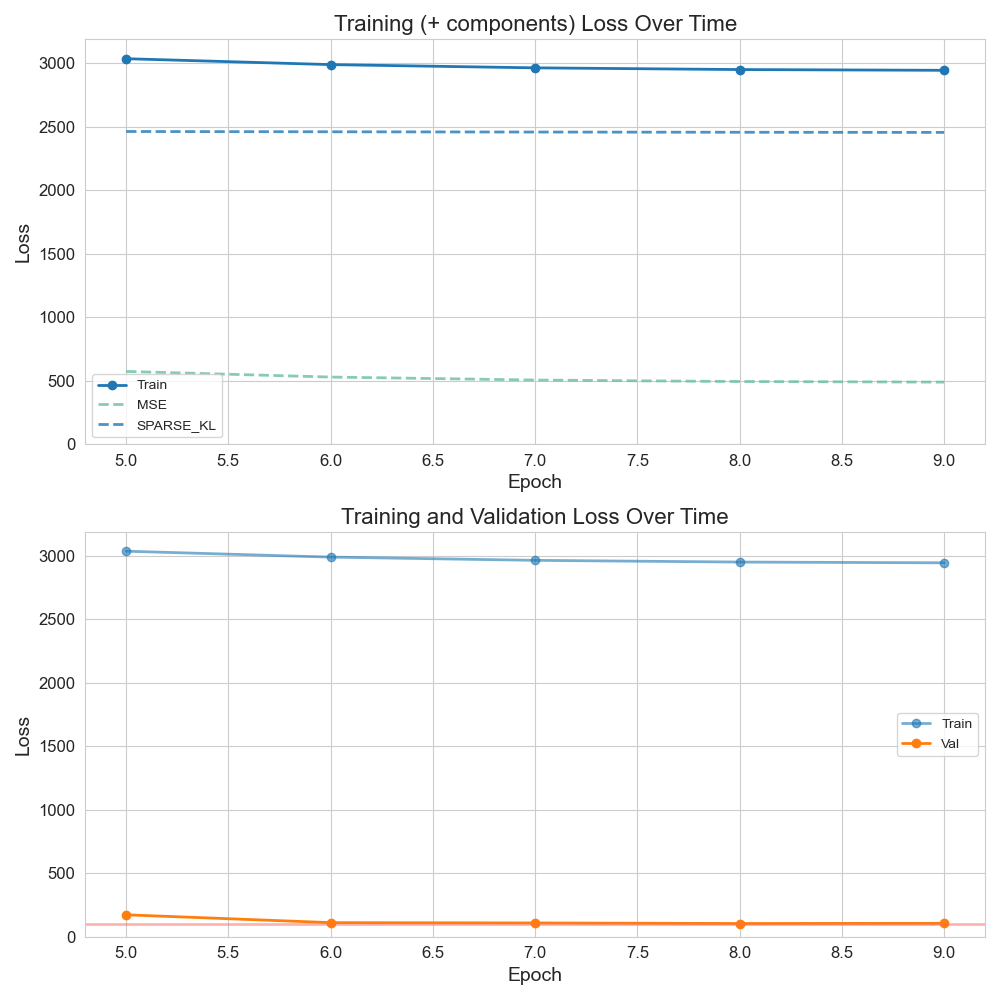 Training (+ components) Loss Over Time
3000
2500
2000
1500
1000
500
0
Loss
Train
MSE
SPARSE_KL
5.0 5.5 6.0 6.5 7.0 7.5 8.0 8.5 9.0
Epoch
Training and Validation Loss Over Time
3000
2500
2000
1500
1000
500
0
Loss
Train
Val
5.0 5.5 6.0 6.5 7.0 7.5 8.0 8.5 9.0
Epoch